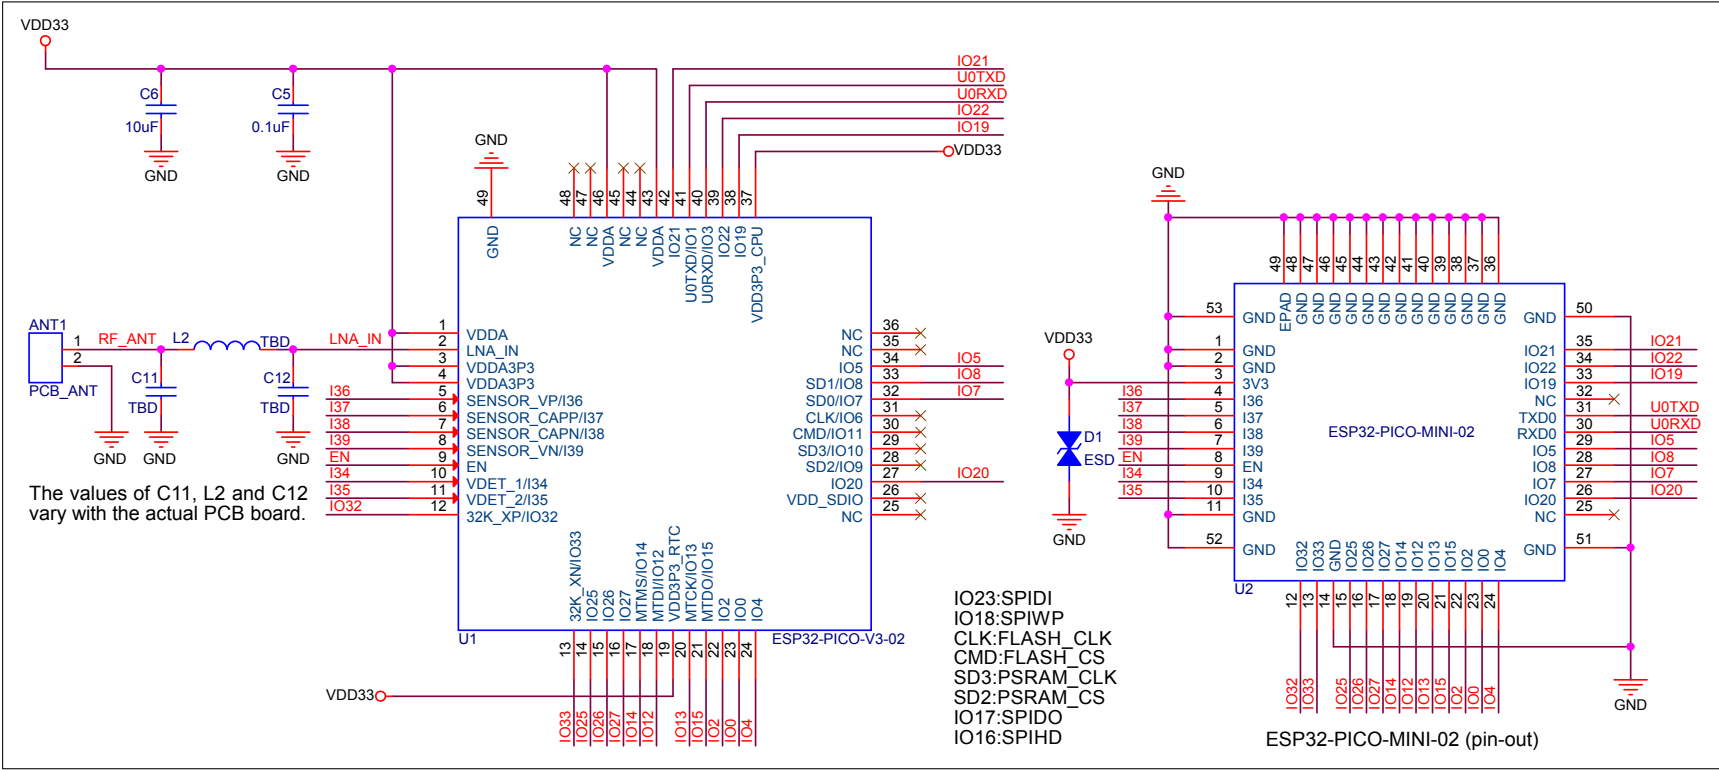 VDD33
C6
10uF
GND
C5
0.1uF
GND
GND
49
GND
48 47 46 45 44 43 42 41 40 39 38 37
NC NC VDDA NC NC VDDA IO21 U0TXD/IO1 U0RXD/IO3 IO22 IO19 VDD3P3_CPU
IO21
U0TXD
U0RXD
IO22
IO19
VDD33
ANT1
1
2
PCB_ANT
RF_ANT
L2
TBD
LNA_IN
C11
TBD
C12
TBD
GND
GND
GND
The values of C11, L2 and C12
vary with the actual PCB board.
1 VDDA
2 LNA_IN
3 VDDA3P3
4 VDDA3P3
I36 5 SENSOR_VP/I36
I37 6 SENSOR_CAPP/I37
I38 7 SENSOR_CAPN/I38
I39 8 SENSOR_VN/I39
EN 9 EN
I34 10 VDET_1/I34
I35 11 VDET_2/I35
IO32 12 32K_XP/IO32
NC 36
NC 35
IO5 34 IO5
SD1/IO8 33 IO8
SD0/IO7 32 IO7
CLK/IO6 31
CMD/IO11 30
SD3/IO10 29
SD2/IO9 28
IO20 27 IO20
VDD_SDIO 26
NC 25
32K_XN/IO33 IO25 IO26 IO27 MTMS/IO14 MTDI/IO12 VDD3P3_RTC MTCK/IO13 MTDO/IO15 IO2 IO0 IO4
U1
ESP32-PICO-V3-02
13 14 15 16 17 18 19 20 21 22 23 24
VDD33
IO33 IO25 IO26 IO27 IO14 IO12 IO13 IO15 IO2 IO0 IO4
IO23:SPIDI
IO18:SPIWP
CLK:FLASH_CLK
CMD:FLASH_CS
SD3:PSRAM_CLK
SD2:PSRAM_CS
IO17:SPIDO
IO16:SPIHD
GND
49 48 47 46 45 44 43 42 41 40 39 38 37 36
EPAD GND GND GND GND GND GND GND GND GND GND GND GND GND
VDD33
D1
ESD
GND
53 GND
1 GND
2 GND
3 3V3
I36 4 I36
I37 5 I37
I38 6 I38
I39 7 I39
EN 8 EN
I34 9 I34
I35 10 I35
11 GND
52 GND
ESP32-PICO-MINI-02
GND 50
IO21 35 IO21
IO22 34 IO22
IO19 33 IO19
NC 32
TXD0 31 U0TXD
RXD0 30 U0RXD
IO5 29 IO5
IO8 28 IO8
IO7 27 IO7
IO20 26 IO20
NC 25
GND 51
IO32 IO33 GND IO25 IO26 IO27 IO14 IO12 IO13 IO15 IO2 IO0 IO4
U2
12 13 14 15 16 17 18 19 20 21 22 23 24
IO32 IO33 IO25 IO26 IO27 IO14 IO12 IO13 IO15 IO2 IO0 IO4
GND
ESP32-PICO-MINI-02 (pin-out)